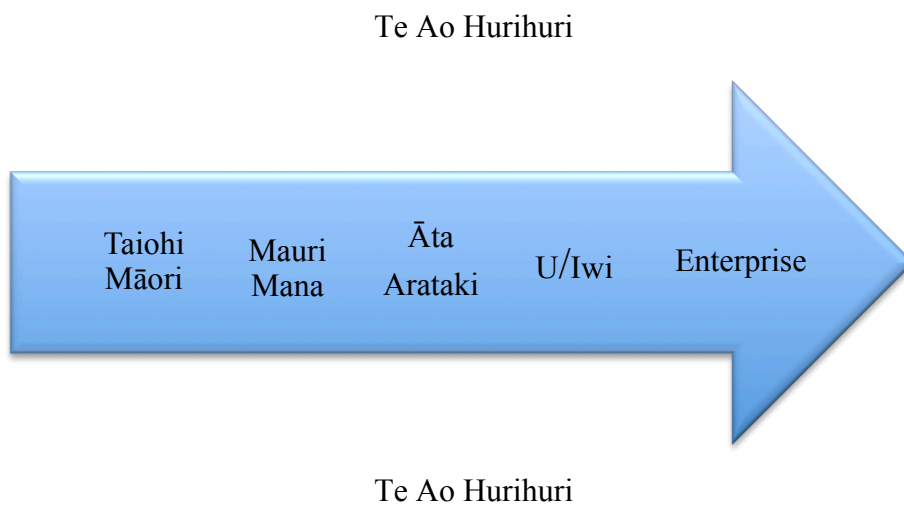 Te Ao Hurihuri
Taiohi
Māori
Mauri
Mana
Āta
Arataki
U/Iwi
Enterprise
Te Ao Hurihuri